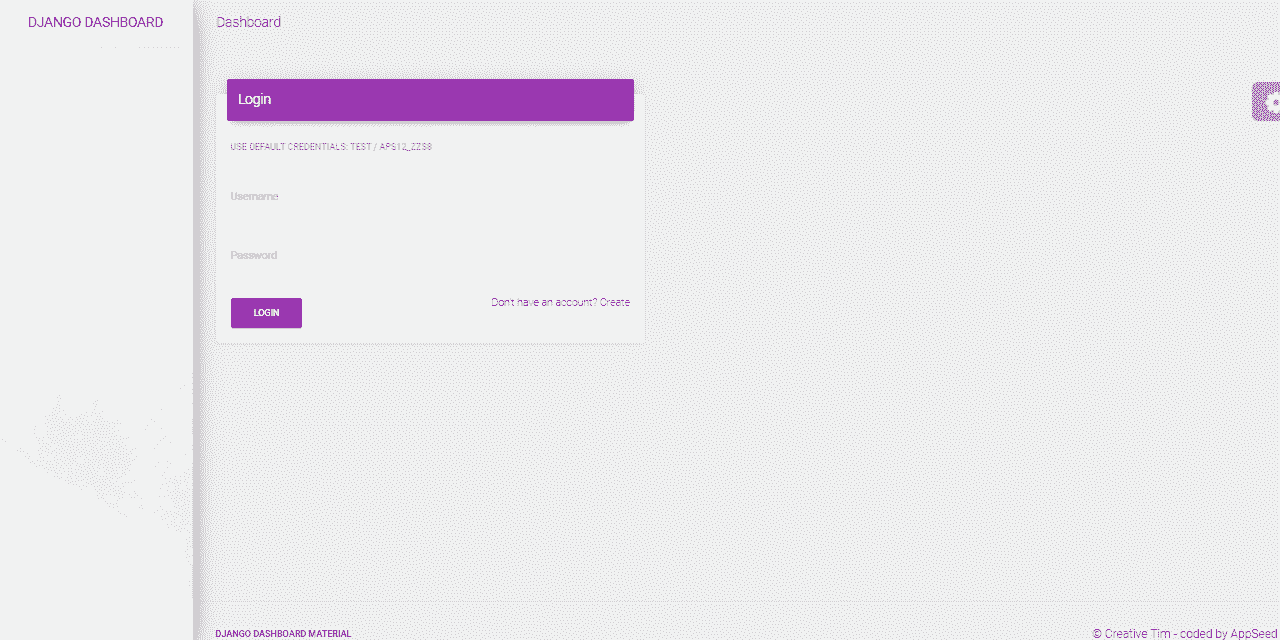 DJANGO DASHBOARD
Dashboard
Login
USE DEFAULT CREDENTIALS: TEST / APS12_ZZS8
Username
Password
LOGIN
Don't have an account? Create
DJANGO DASHBOARD MATERIAL
© Creative Tim - coded by AppSeed